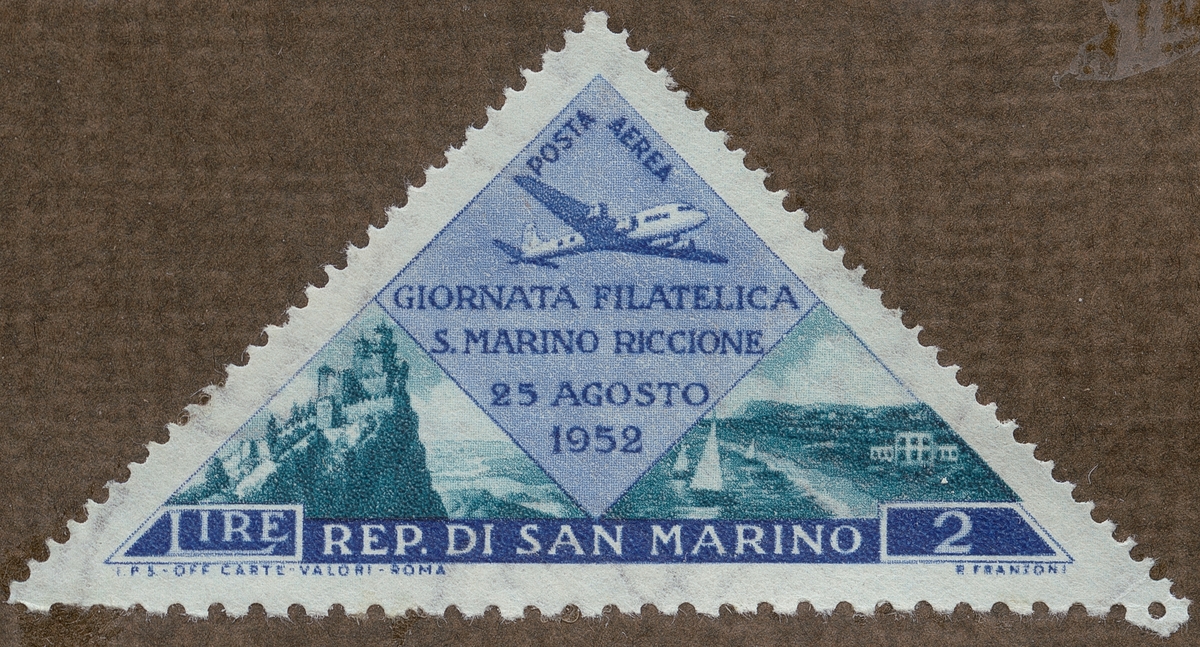 POSTA AEREA
GIORNATA FILATELICA
S. MARINO RICCIONE
25 AGOSTO
1952
LIRE REP. DI SAN MARINO 2
I.P.S.-OFF. CARTE-VALORI-ROMA R. FRANZONI